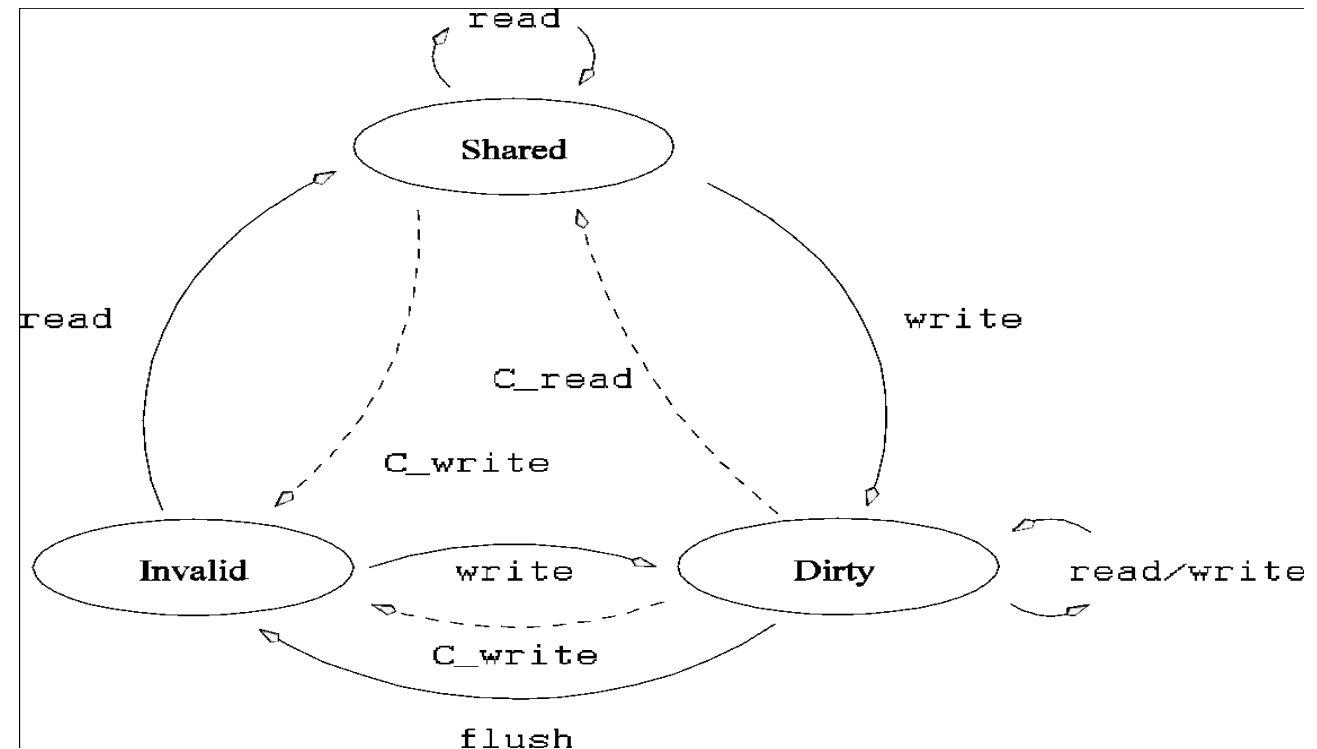 read
Shared
read
write
C_read
C_write
Invalid
write
Dirty
read/write
C_write
flush